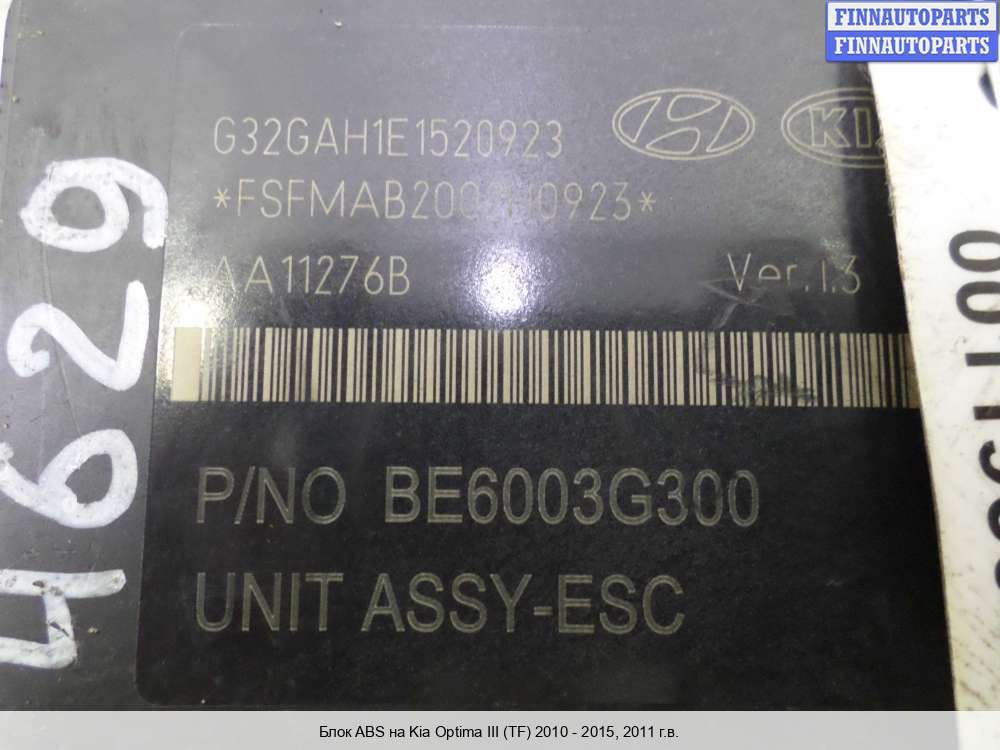 FINNAUTOPARTS
FINNAUTOPARTS
G32GAH1E1520923
KIA
AA11276B
Ver.1.3
P/NO BE6003G300
UNIT ASSY-ESC
4629
Блок ABS на Kia Optima III (TF) 2010 - 2015, 2011 г.в.